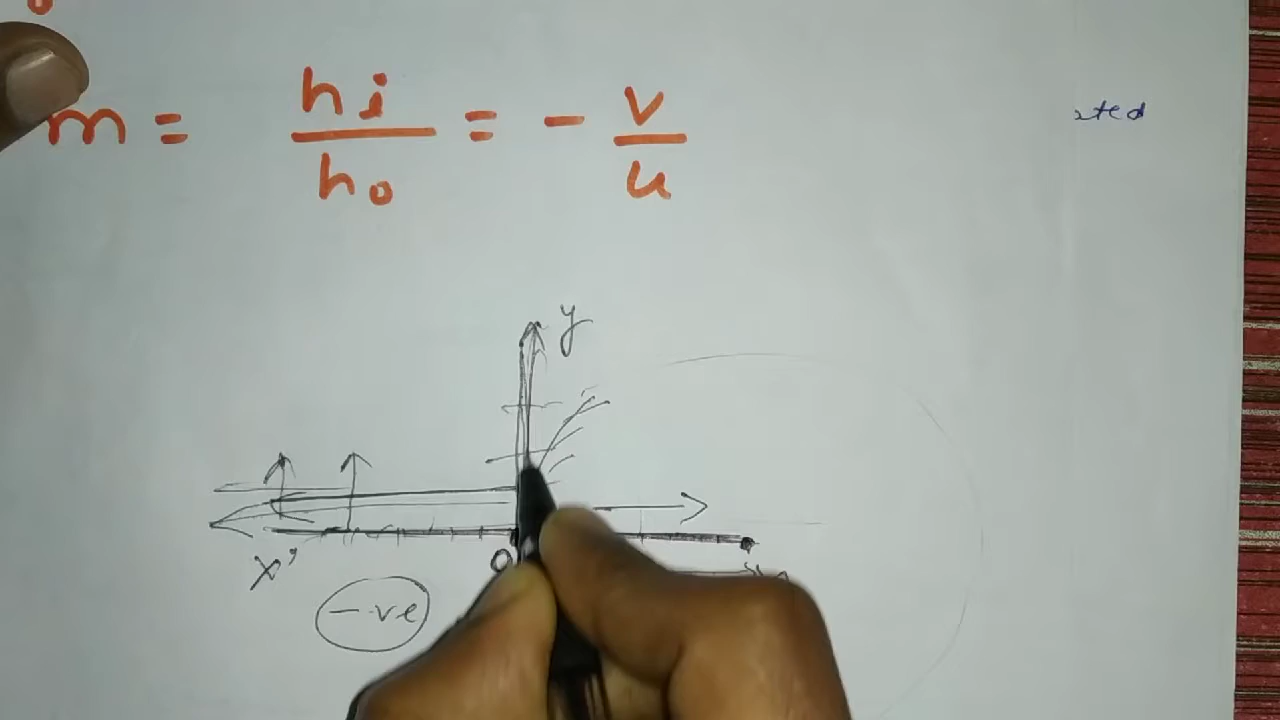 m = hi/ho = - v/u
y
X'
O
-ve